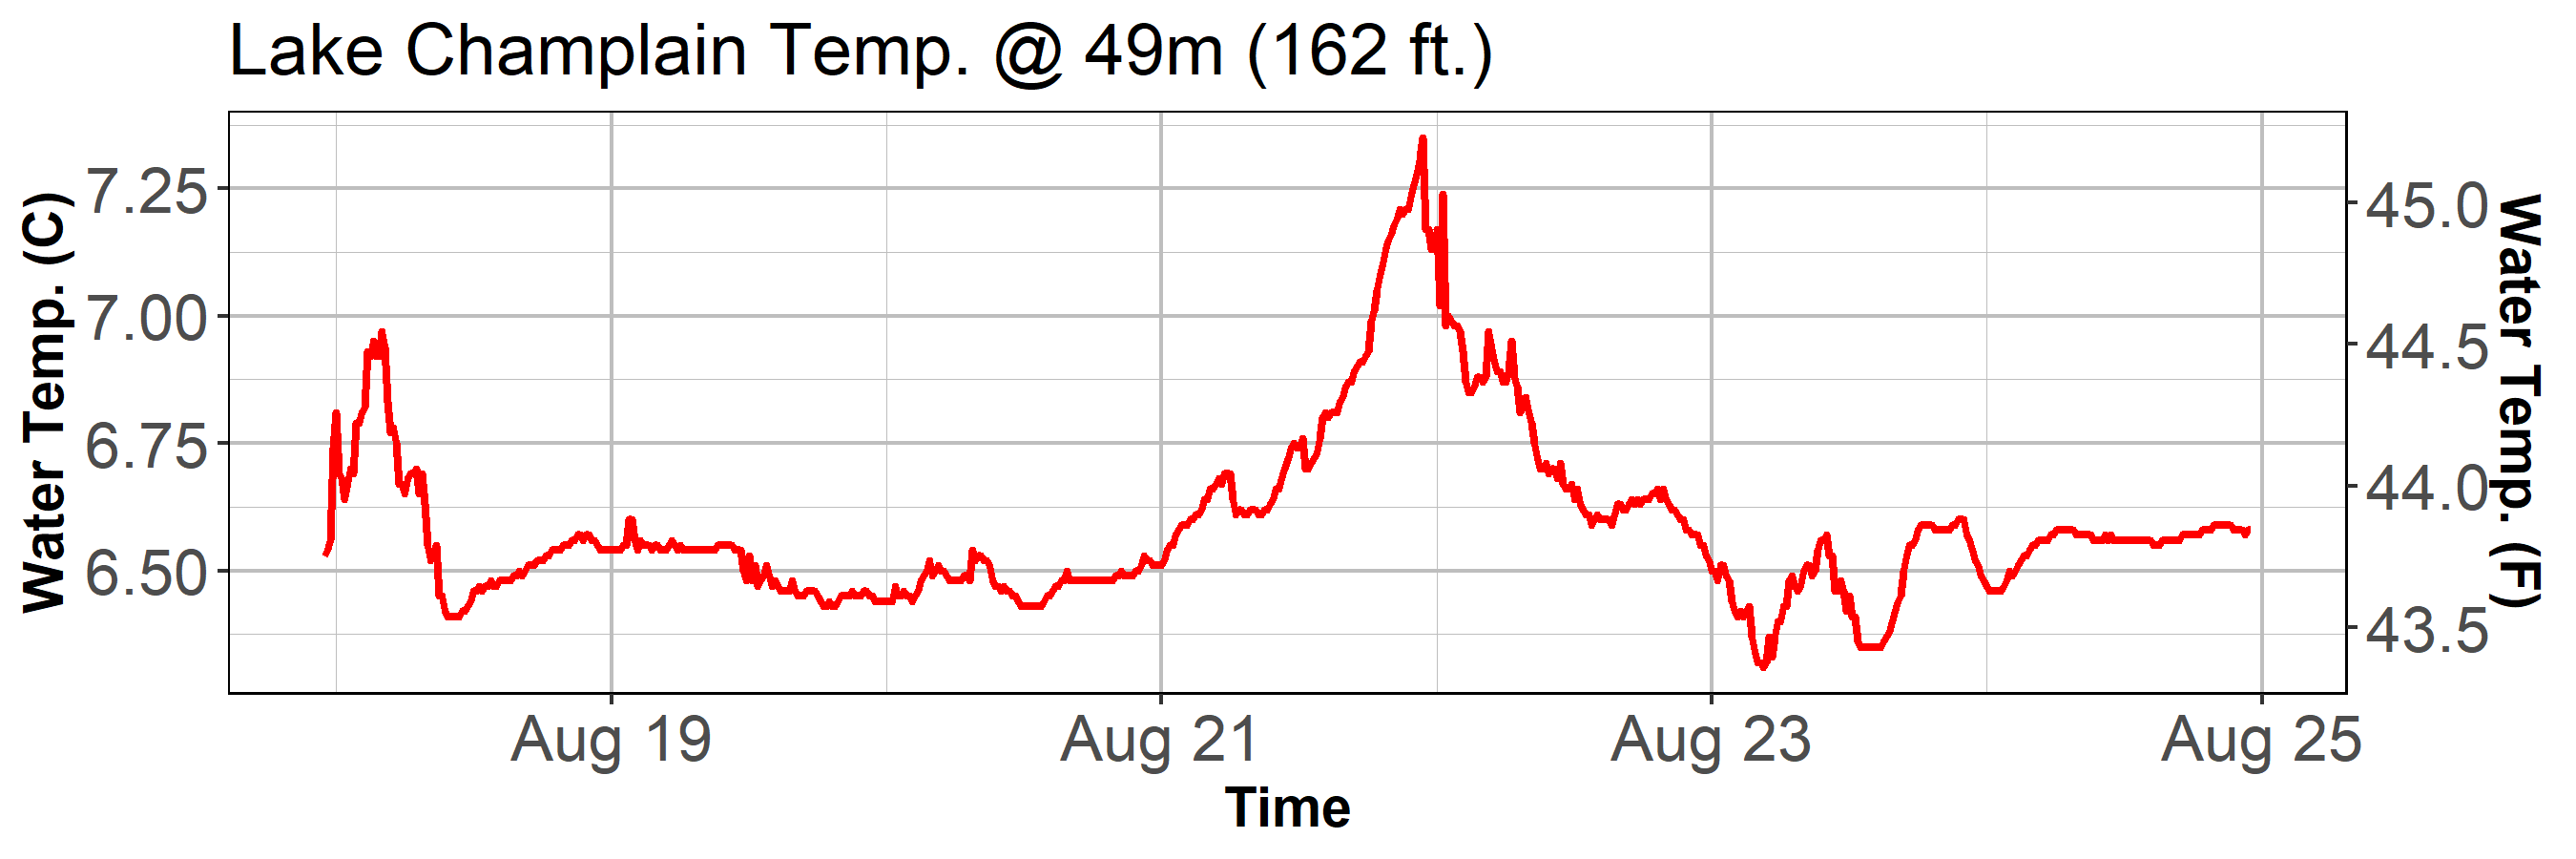 Lake Champlain Temp. @ 49m (162 ft.)
Water Temp. (C)
7.25
7.00
6.75
6.50
45.0
44.5
44.0
43.5
Water Temp. (F)
Aug 19 Aug 21 Aug 23 Aug 25
Time